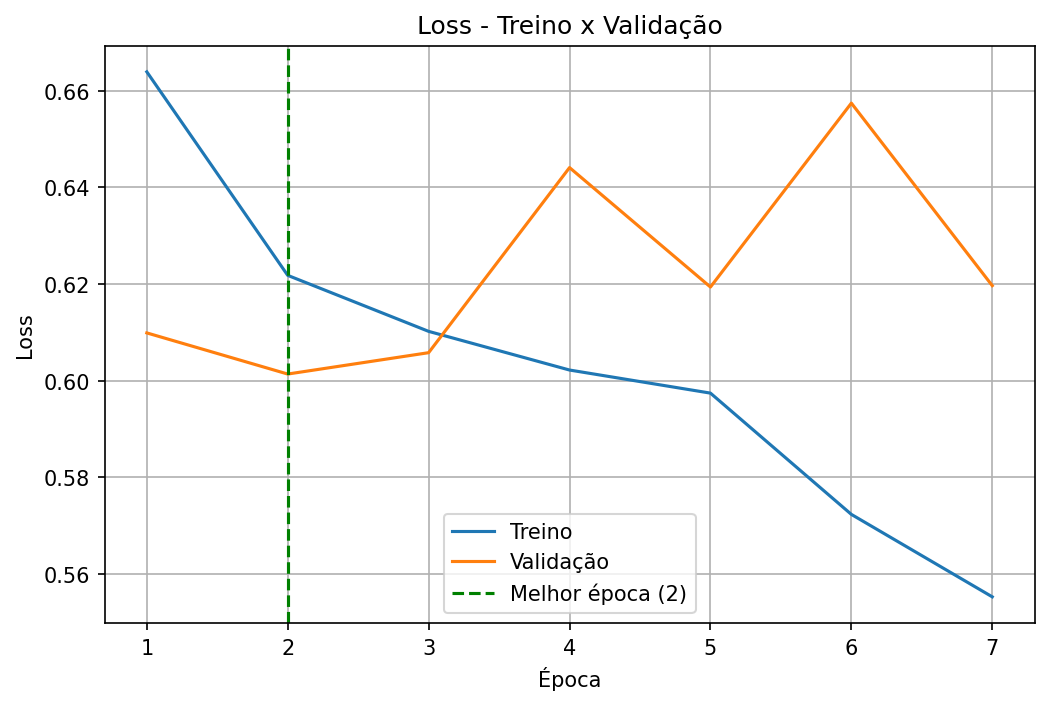 Loss - Treino x Validação
Loss
0.66
0.64
0.62
0.60
0.58
0.56
Treino
Validação
Melhor época (2)
1 2 3 4 5 6 7
Época